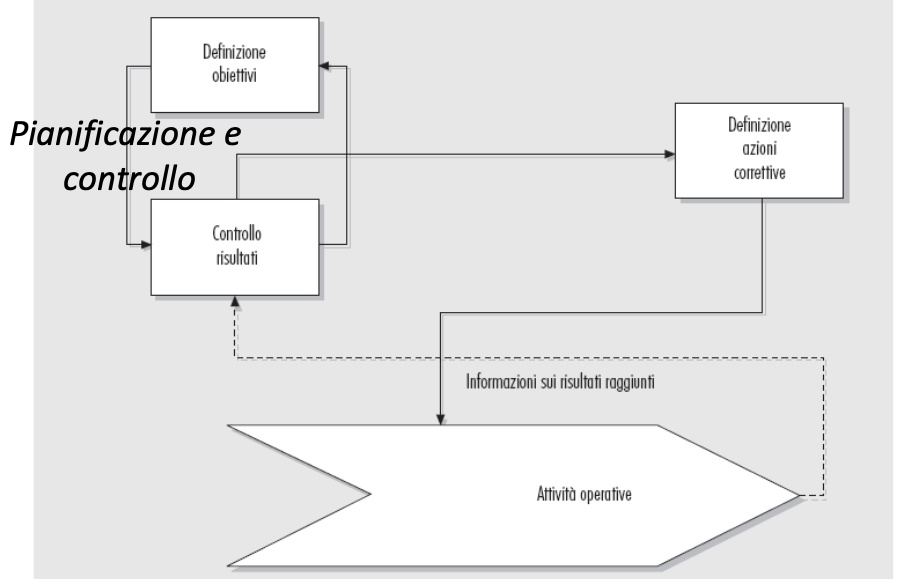 Definizione
obiettivi
Pianificazione e
controllo
Definizione
azioni
correttive
Controllo
risultati
Informazioni sui risultati raggiunti
Attività operative